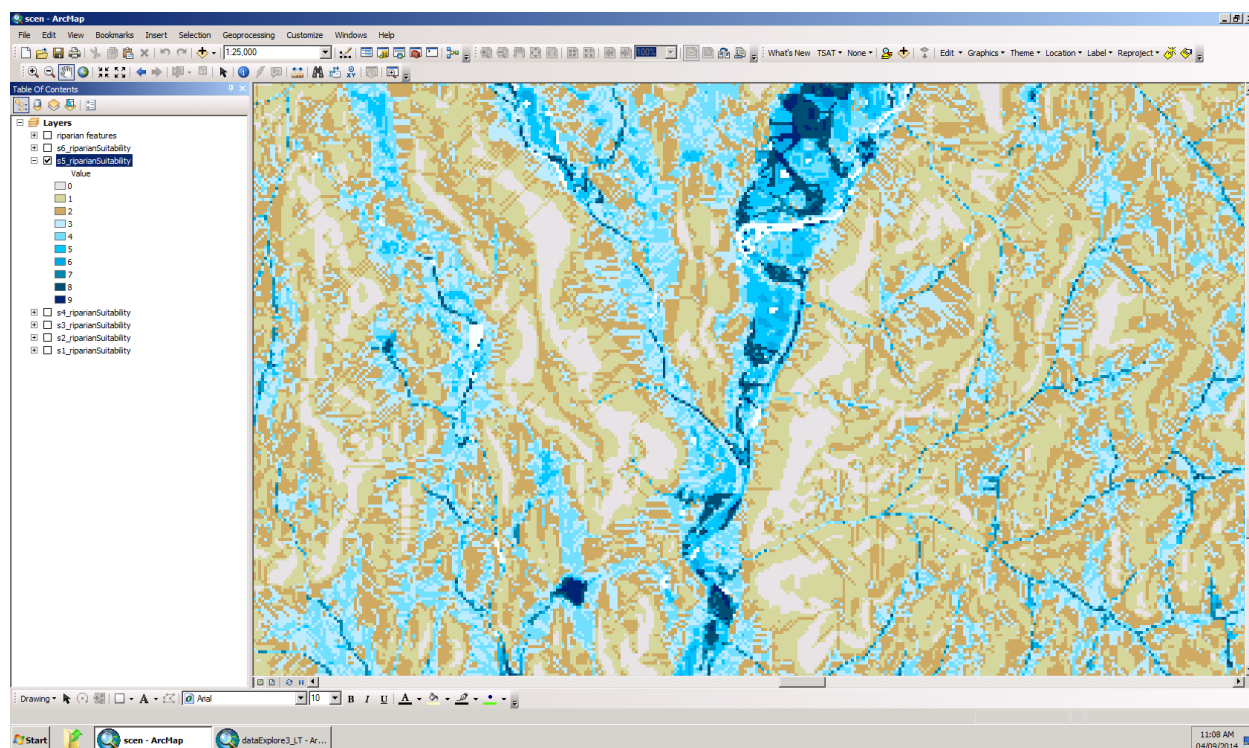 scen - ArcMap
File Edit View Bookmarks Insert Selection Geoprocessing Customize Windows Help
1:25,000 100% What's New TSAT None Edit Graphics Theme Location Label Reproject
Table Of Contents
Layers
riparian features
s6_riparianSuitability
s5_riparianSuitability
Value
0
1
2
3
4
5
6
7
8
9
s4_riparianSuitability
s3_riparianSuitability
s2_riparianSuitability
s1_riparianSuitability
Drawing A Arial 10 B I U A
Start scen - ArcMap dataExplore3_LT - Ar... 11:08 AM
04/09/2014